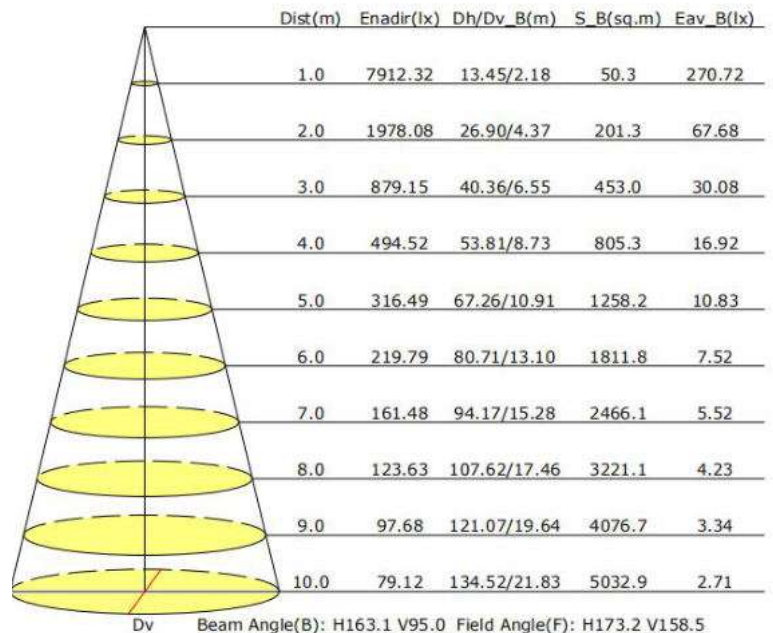 Dist(m) Enadir(lx) Dh/Dv_B(m) S_B(sq.m) Eav_B(lx)
1.0 7912.32 13.45/2.18 50.3 270.72
2.0 1978.08 26.90/4.37 201.3 67.68
3.0 879.15 40.36/6.55 453.0 30.08
4.0 494.52 53.81/8.73 805.3 16.92
5.0 316.49 67.26/10.91 1258.2 10.83
6.0 219.79 80.71/13.10 1811.8 7.52
7.0 161.48 94.17/15.28 2466.1 5.52
8.0 123.63 107.62/17.46 3221.1 4.23
9.0 97.68 121.07/19.64 4076.7 3.34
10.0 79.12 134.52/21.83 5032.9 2.71
Dv Beam Angle(B): H163.1 V95.0 Field Angle(F): H173.2 V158.5